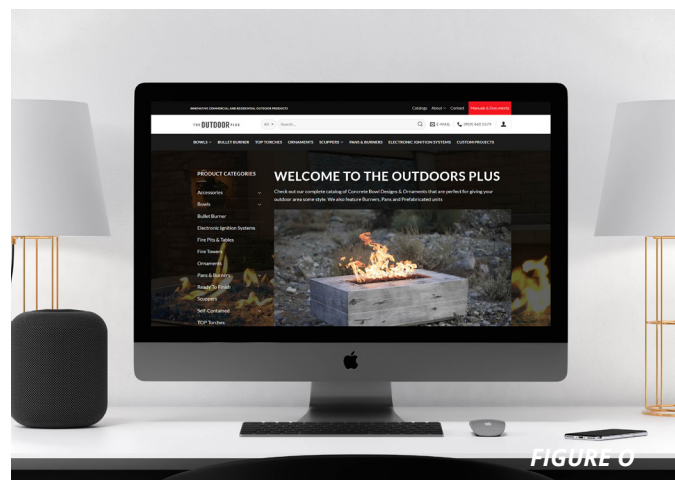 INNOVATIVE COMMERCIAL AND RESIDENTIAL OUTDOOR PRODUCTS
Catalogs About Contact Manuals & Documents
THE OUTDOOR PLUS All Search... E-MAIL (909) 460 5579
BOWLS BULLET BURNER TOP TORCHES ORNAMENTS SCUPPERS PANS & BURNERS ELECTRONIC IGNITION SYSTEMS CUSTOM PROJECTS
PRODUCT CATEGORIES
Accessories
Bowls
Bullet Burner
Electronic Ignition Systems
Fire Pits & Tables
Fire Towers
Ornaments
Pans & Burners
Ready To Finish
Scuppers
Self-Contained
TOP Torches
WELCOME TO THE OUTDOORS PLUS
Check out our complete catalog of Concrete Bowl Designs & Ornaments that are perfect for giving your
outdoor area some style. We also feature Burners, Pans and Prefabricated units
FIGURE O